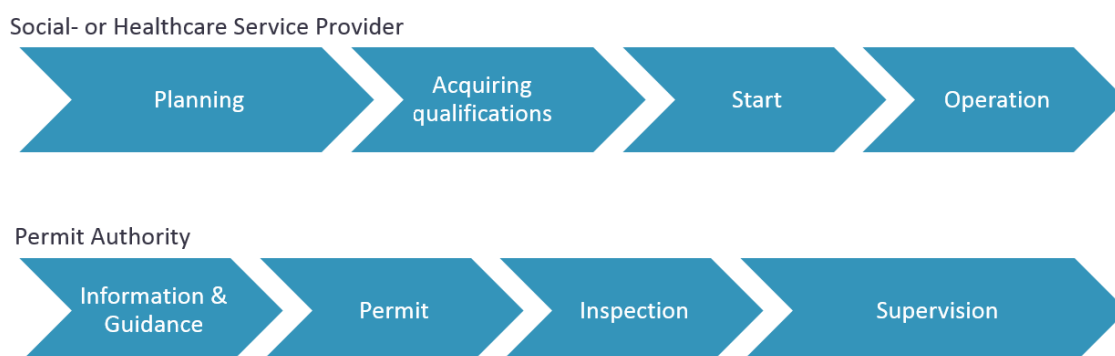 Social- or Healthcare Service Provider
Planning
Acquiring
qualifications
Start
Operation
Permit Authority
Information &
Guidance
Permit
Inspection
Supervision